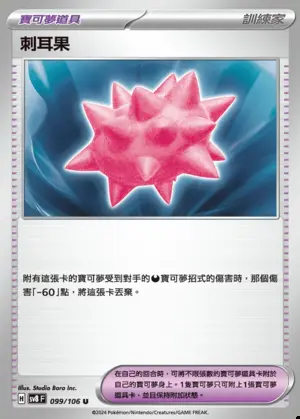 寶可夢道具
訓練家
刺耳果
附有這張卡的寶可夢受到對手的寶可夢招式的傷害時，那個傷
害「-60」點，將這張卡丟棄。
在自己的回合時，可將不限張數的寶可夢道具卡附於
自己的寶可夢身上。1隻寶可夢只可附上1張寶可夢道具
卡，並且保持附加狀態。
Illus. Studio Bora Inc.
H SV8 F 099/106 U
©2024 Pokémon/Nintendo/Creatures/GAME FREAK.